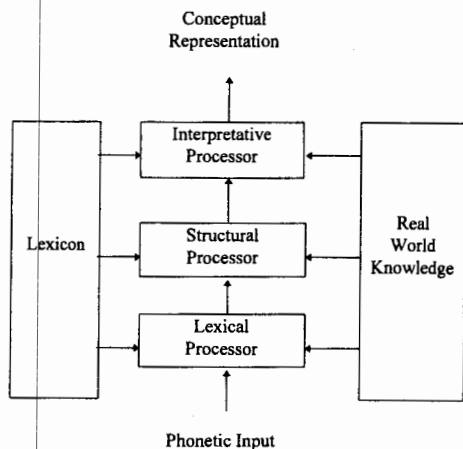 Conceptual
Representation
Interpretative
Processor
Lexicon
Structural
Processor
Real
World
Knowledge
Lexical
Processor
Phonetic Input